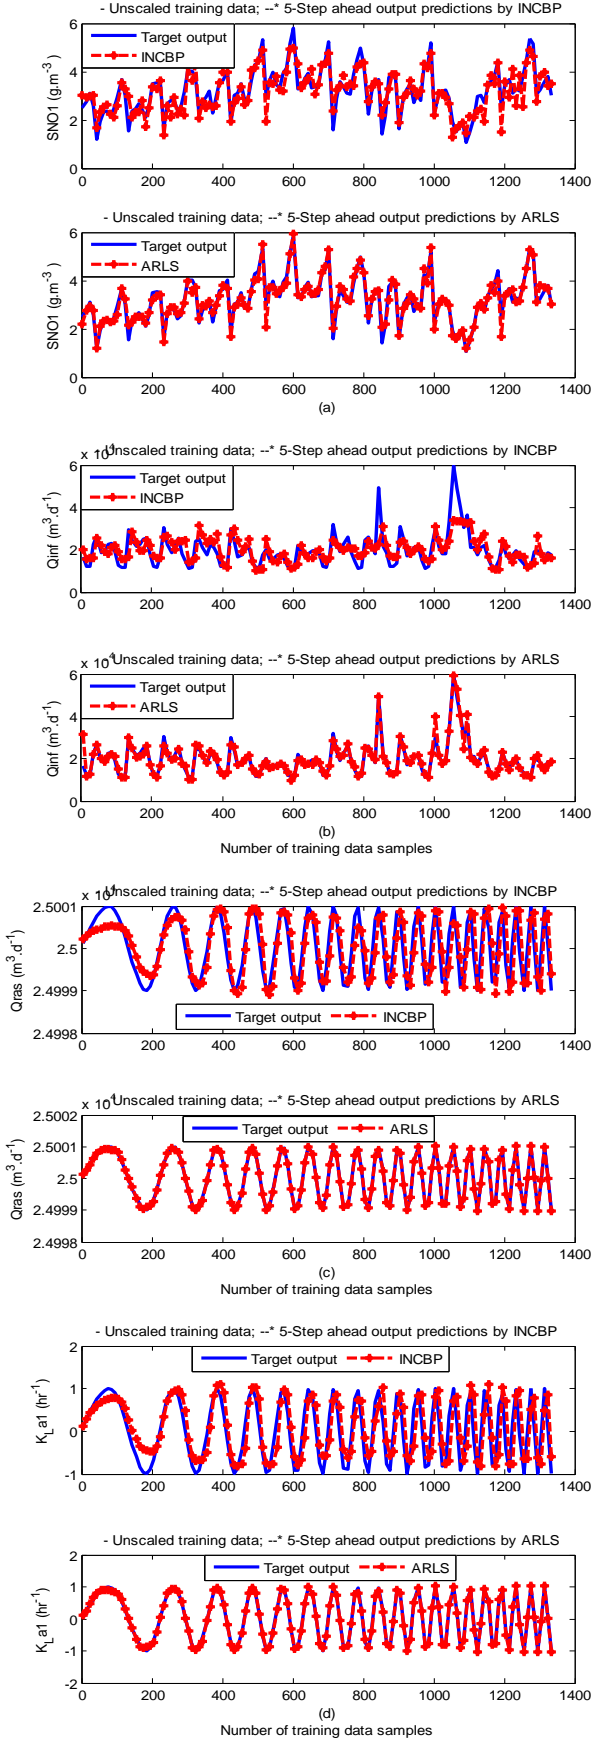 - Unscaled training data; --* 5-Step ahead output predictions by INCBP
6
4
2
0
SNO1 (g.m-3)
Target output
INCBP
0 200 400 600 800 1000 1200 1400
- Unscaled training data; --* 5-Step ahead output predictions by ARLS
6
4
2
0
SNO1 (g.m-3)
Target output
ARLS
0 200 400 600 800 1000 1200 1400
(a)
x 10^4
Unscaled training data; --* 5-Step ahead output predictions by INCBP
6
4
2
0
Qinf (m3.d-1)
Target output
INCBP
0 200 400 600 800 1000 1200 1400
x 10^4
Unscaled training data; --* 5-Step ahead output predictions by ARLS
6
4
2
0
Qinf (m3.d-1)
Target output
ARLS
0 200 400 600 800 1000 1200 1400
(b)
Number of training data samples
x 10^4
Unscaled training data; --* 5-Step ahead output predictions by INCBP
2.5001
2.5
2.4999
2.4998
Qras (m3.d-1)
Target output INCBP
0 200 400 600 800 1000 1200 1400
x 10^4
Unscaled training data; --* 5-Step ahead output predictions by ARLS
2.5002
2.5001
2.5
2.4999
2.4998
Qras (m3.d-1)
Target output ARLS
0 200 400 600 800 1000 1200 1400
(c)
Number of training data samples
- Unscaled training data; --* 5-Step ahead output predictions by INCBP
2
1
0
-1
KLa1 (hr-1)
Target output INCBP
0 200 400 600 800 1000 1200 1400
- Unscaled training data; --* 5-Step ahead output predictions by ARLS
2
1
0
-1
-2
KLa1 (hr-1)
Target output ARLS
0 200 400 600 800 1000 1200 1400
(d)
Number of training data samples